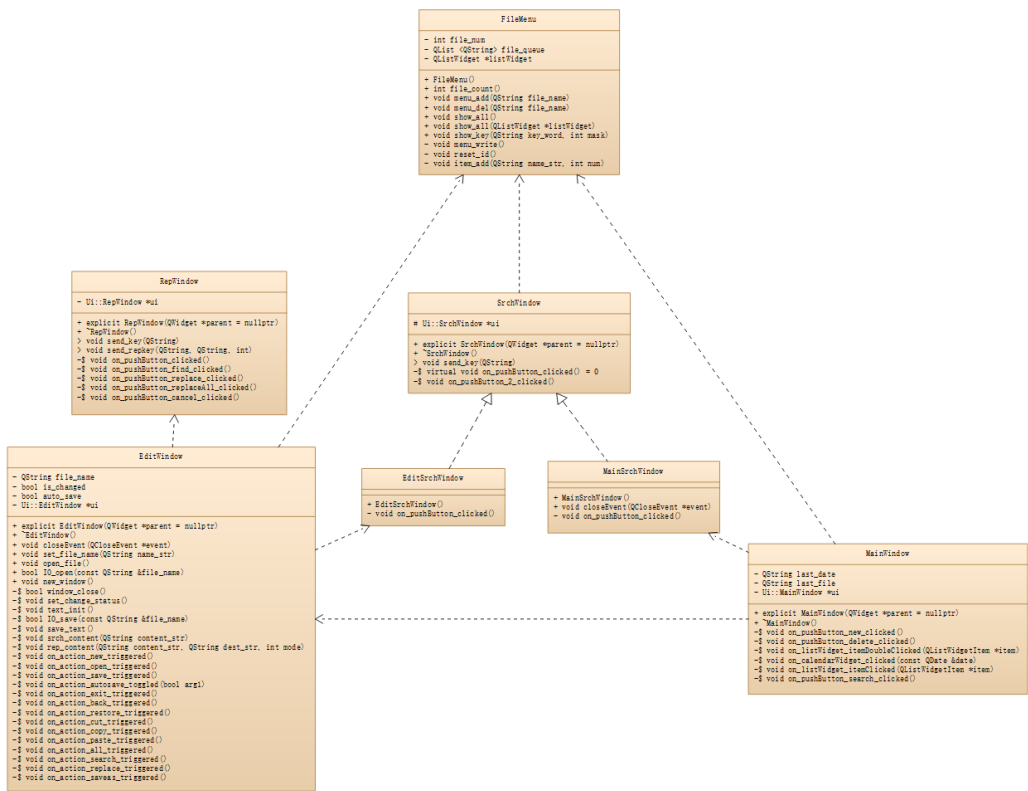 FileMenu
- int file_num
- QList <QString> file_queue
- QListWidget *listWidget
+ FileMenu()
+ int file_count()
+ void menu_add(QString file_name)
+ void menu_del(QString file_name)
+ void show_all()
+ void show_all(QListWidget *listWidget)
+ void show_key(QString key_word, int mask)
- void menu_write()
- void reset_id()
- void item_add(QString name_str, int num)
RepWindow
- Ui::RepWindow *ui
+ explicit RepWindow(QWidget *parent = nullptr)
+ ~RepWindow()
> void send_key(QString)
> void send_repkey(QString, QString, int)
-$ void on_pushButton_clicked()
-$ void on_pushButton_find_clicked()
-$ void on_pushButton_replace_clicked()
-$ void on_pushButton_replaceAll_clicked()
-$ void on_pushButton_cancel_clicked()
SrchWindow
# Ui::SrchWindow *ui
+ explicit SrchWindow(QWidget *parent = nullptr)
+ ~SrchWindow()
> void send_key(QString)
-$ virtual void on_pushButton_clicked() = 0
-$ void on_pushButton_2_clicked()
EditWindow
- QString file_name
- bool is_changed
- bool auto_save
- Ui::EditWindow *ui
+ explicit EditWindow(QWidget *parent = nullptr)
+ ~EditWindow()
+ void closeEvent(QCloseEvent *event)
+ void set_file_name(QString name_str)
+ void open_file()
+ bool IO_open(const QString &file_name)
+ void new_window()
-$ bool window_close()
-$ void set_change_status()
-$ void text_init()
-$ bool IO_save(const QString &file_name)
-$ void save_text()
-$ void srch_content(QString content_str)
-$ void rep_content(QString content_str, QString dest_str, int mode)
-$ void on_action_new_triggered()
-$ void on_action_open_triggered()
-$ void on_action_save_triggered()
-$ void on_action_autosave_toggled(bool arg1)
-$ void on_action_exit_triggered()
-$ void on_action_back_triggered()
-$ void on_action_restore_triggered()
-$ void on_action_cut_triggered()
-$ void on_action_copy_triggered()
-$ void on_action_paste_triggered()
-$ void on_action_all_triggered()
-$ void on_action_search_triggered()
-$ void on_action_replace_triggered()
-$ void on_action_saveas_triggered()
EditSrchWindow
+ EditSrchWindow()
- void on_pushButton_clicked()
MainSrchWindow
+ MainSrchWindow()
+ void closeEvent(QCloseEvent *event)
- void on_pushButton_clicked()
MainWindow
- QString last_date
- QString last_file
- Ui::MainWindow *ui
+ explicit MainWindow(QWidget *parent = nullptr)
+ ~MainWindow()
-$ void on_pushButton_new_clicked()
-$ void on_pushButton_delete_clicked()
-$ void on_listWidget_itemDoubleClicked(QListWidgetItem *item)
-$ void on_calendarWidget_clicked(const QDate &date)
-$ void on_listWidget_itemClicked(QListWidgetItem *item)
-$ void on_pushButton_search_clicked()